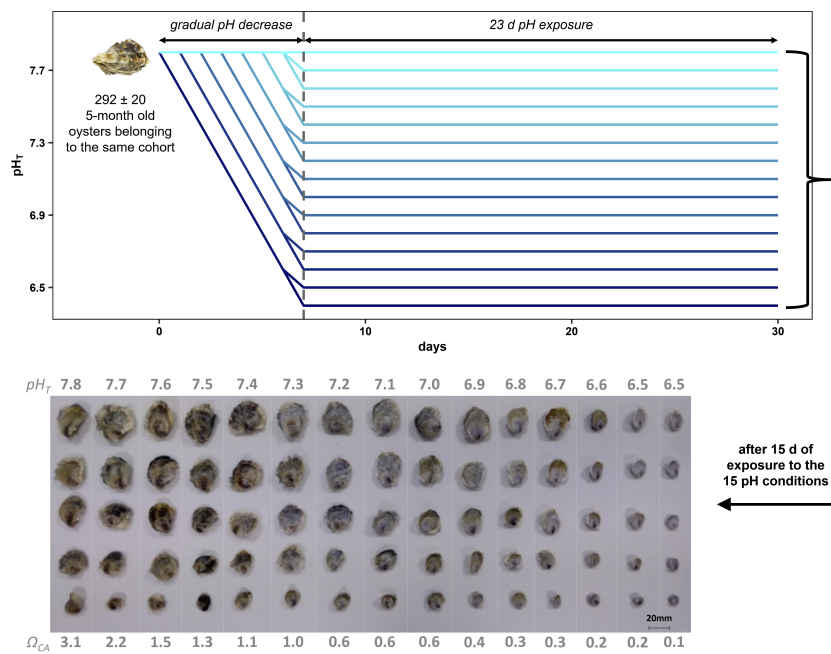 gradual pH decrease
23 d pH exposure
292 ± 20
5-month old
oysters belonging
to the same cohort
pHT
7.7
7.3
6.9
6.5
0
10
20
30
days
pHT 7.8 7.7 7.6 7.5 7.4 7.3 7.2 7.1 7.0 6.9 6.8 6.7 6.6 6.5 6.5
after 15 d of
exposure to the
15 pH conditions
20mm
ΩCA 3.1 2.2 1.5 1.3 1.1 1.0 0.6 0.6 0.6 0.4 0.3 0.3 0.2 0.2 0.1